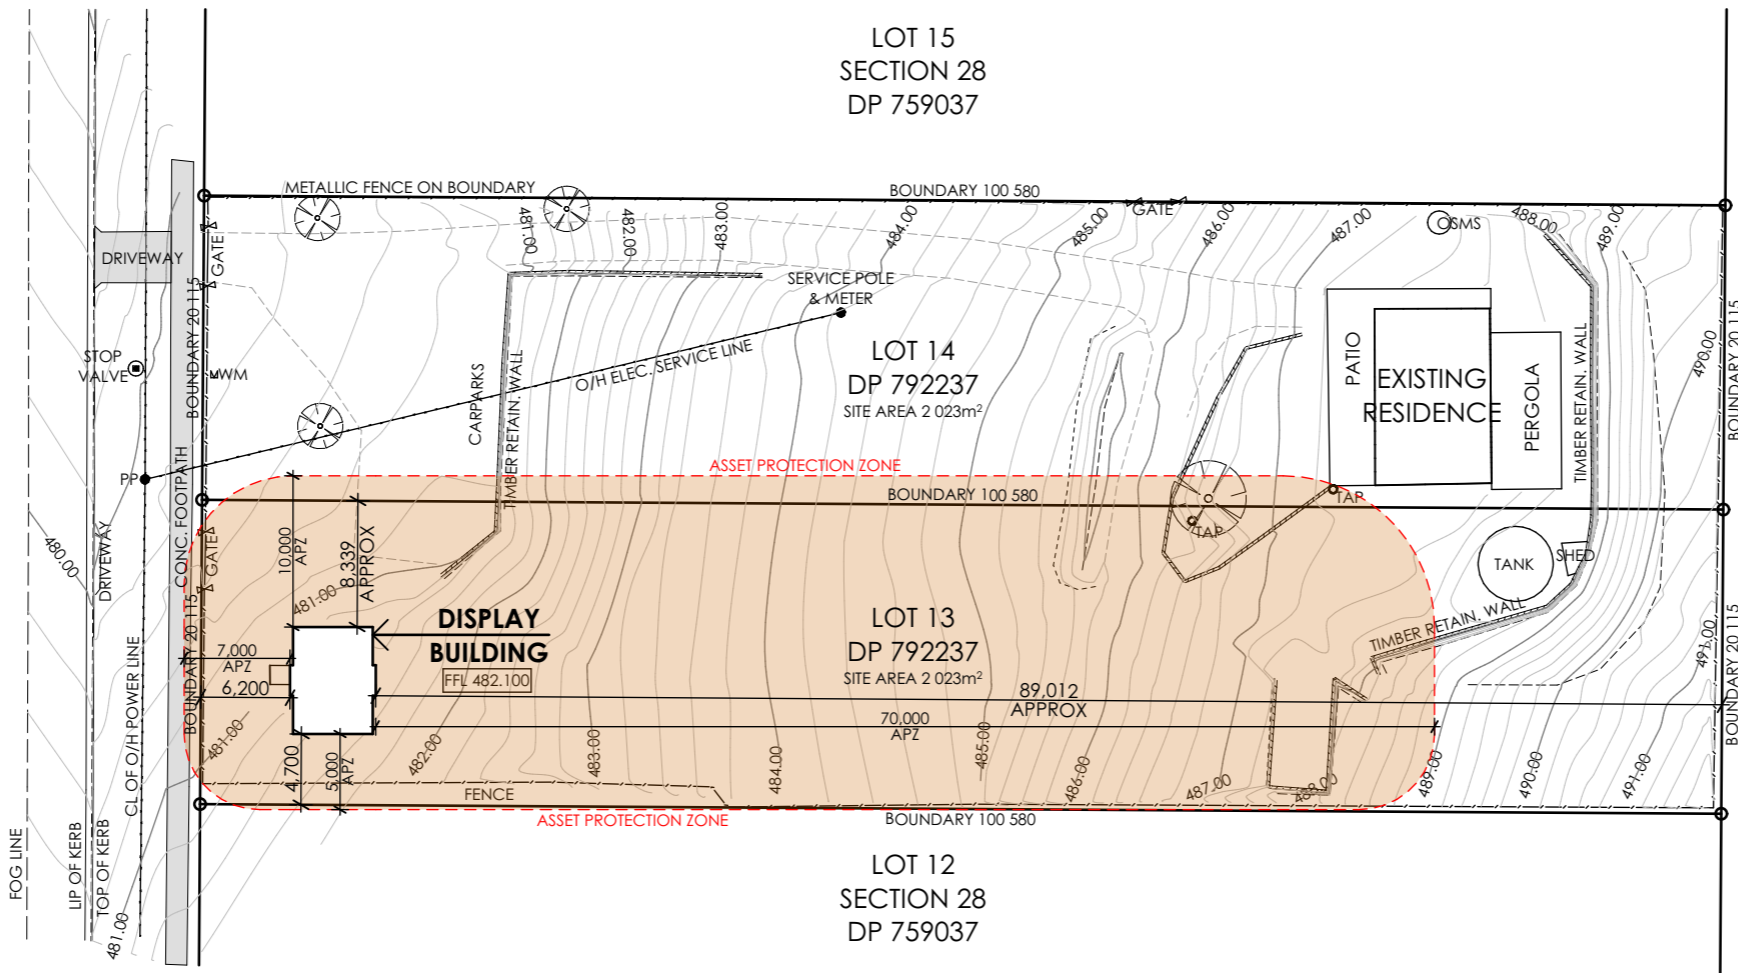 LOT 15
SECTION 28
DP 759037
METALLIC FENCE ON BOUNDARY
BOUNDARY 100 580
GATE
OSMS
481.00
482.00
483.00
484.00
485.00
486.00
487.00
488.00
489.00
490.00
DRIVEWAY
GATE
BOUNDARY 20 115
BOUNDARY 20 115
STOP
VALVE
WM
SERVICE POLE
& METER
O/H ELEC. SERVICE LINE
CARPARKS
TIMBER RETAIN. WALL
LOT 14
DP 792237
SITE AREA 2 023m²
PATIO
EXISTING
RESIDENCE
PERGOLA
TIMBER RETAIN. WALL
PP
ASSET PROTECTION ZONE
BOUNDARY 100 580
TAP
TAP
TANK
SHED
TIMBER RETAIN. WALL
480.00
DRIVEWAY
CONC. FOOTPATH
GATE
10,000
APZ
8,339
APPROX
481.00
DISPLAY
BUILDING
FFL 482.100
7,000
APZ
6,200
BOUNDARY 20 115
LOT 13
DP 792237
SITE AREA 2 023m²
89,012
APPROX
70,000
APZ
4,700
5,000
APZ
481.00
482.00
483.00
484.00
485.00
486.00
487.00
488.00
489.00
490.00
491.00
491.00
BOUNDARY 20 115
FENCE
ASSET PROTECTION ZONE
BOUNDARY 100 580
CL OF O/H POWER LINE
FOG LINE
LIP OF KERB
TOP OF KERB
481.00
LOT 12
SECTION 28
DP 759037